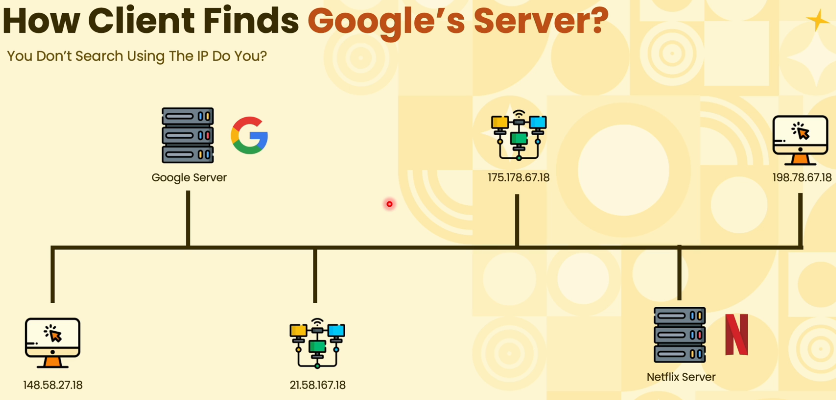 How Client Finds Google's Server?
You Don't Search Using The IP Do You?
Google Server
175.178.67.18
198.78.67.18
148.58.27.18
21.58.167.18
Netflix Server